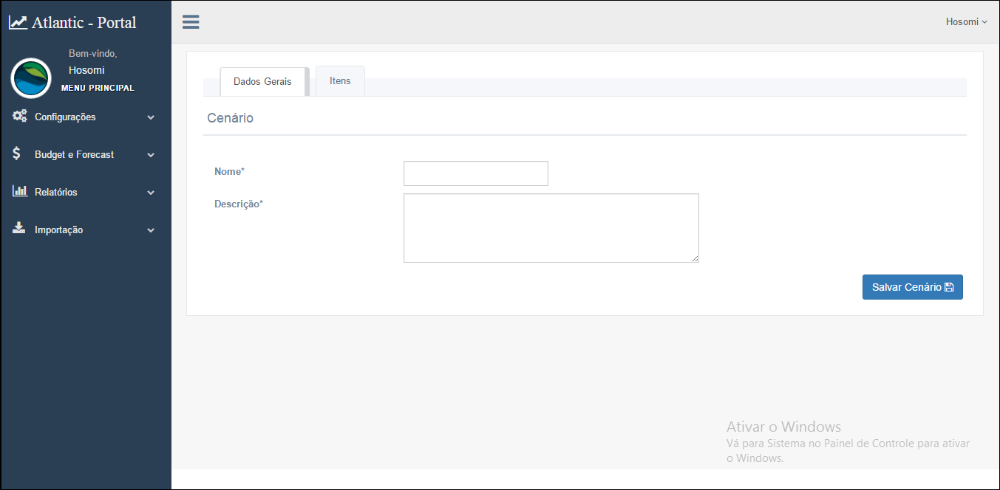 Atlantic - Portal
Hosomi
Bem-vindo,
Hosomi
MENU PRINCIPAL
Configurações
Budget e Forecast
Relatórios
Importação
Dados Gerais
Itens
Cenário
Nome*
Descrição*
Salvar Cenário
Ativar o Windows
Vá para Sistema no Painel de Controle para ativar
o Windows.